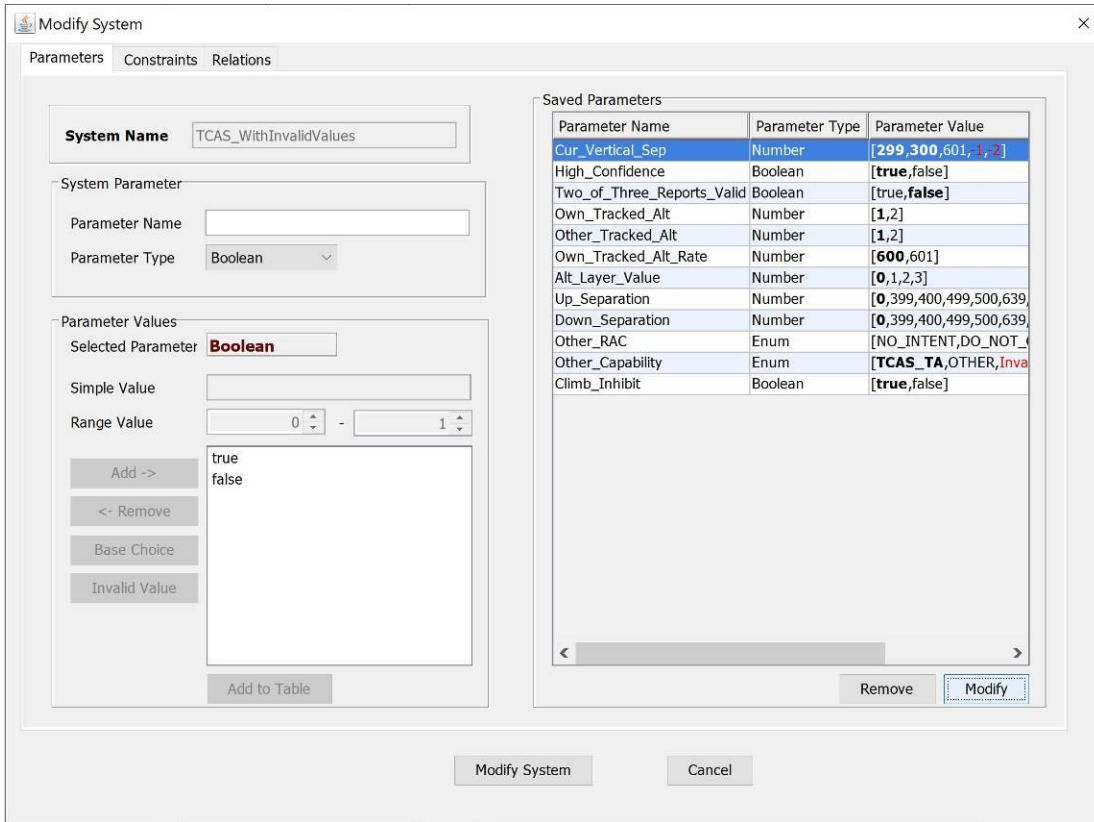 Modify System
Parameters Constraints Relations
System Name TCAS_WithInvalidValues
System Parameter
Parameter Name
Parameter Type Boolean
Parameter Values
Selected Parameter Boolean
Simple Value
Range Value 0 - 1
Add ->
<- Remove
Base Choice
Invalid Value
true
false
Add to Table
Saved Parameters
Parameter Name Parameter Type Parameter Value
Cur_Vertical_Sep Number [299,300,601,-1,-2]
High_Confidence Boolean [true,false]
Two_of_Three_Reports_Valid Boolean [true,false]
Own_Tracked_Alt Number [1,2]
Other_Tracked_Alt Number [1,2]
Own_Tracked_Alt_Rate Number [600,601]
Alt_Layer_Value Number [0,1,2,3]
Up_Separation Number [0,399,400,499,500,639,
Down_Separation Number [0,399,400,499,500,639,
Other_RAC Enum [NO_INTENT,DO_NOT_
Other_Capability Enum [TCAS_TA,OTHER,Inva
Climb_Inhibit Boolean [true,false]
Remove Modify
Modify System Cancel